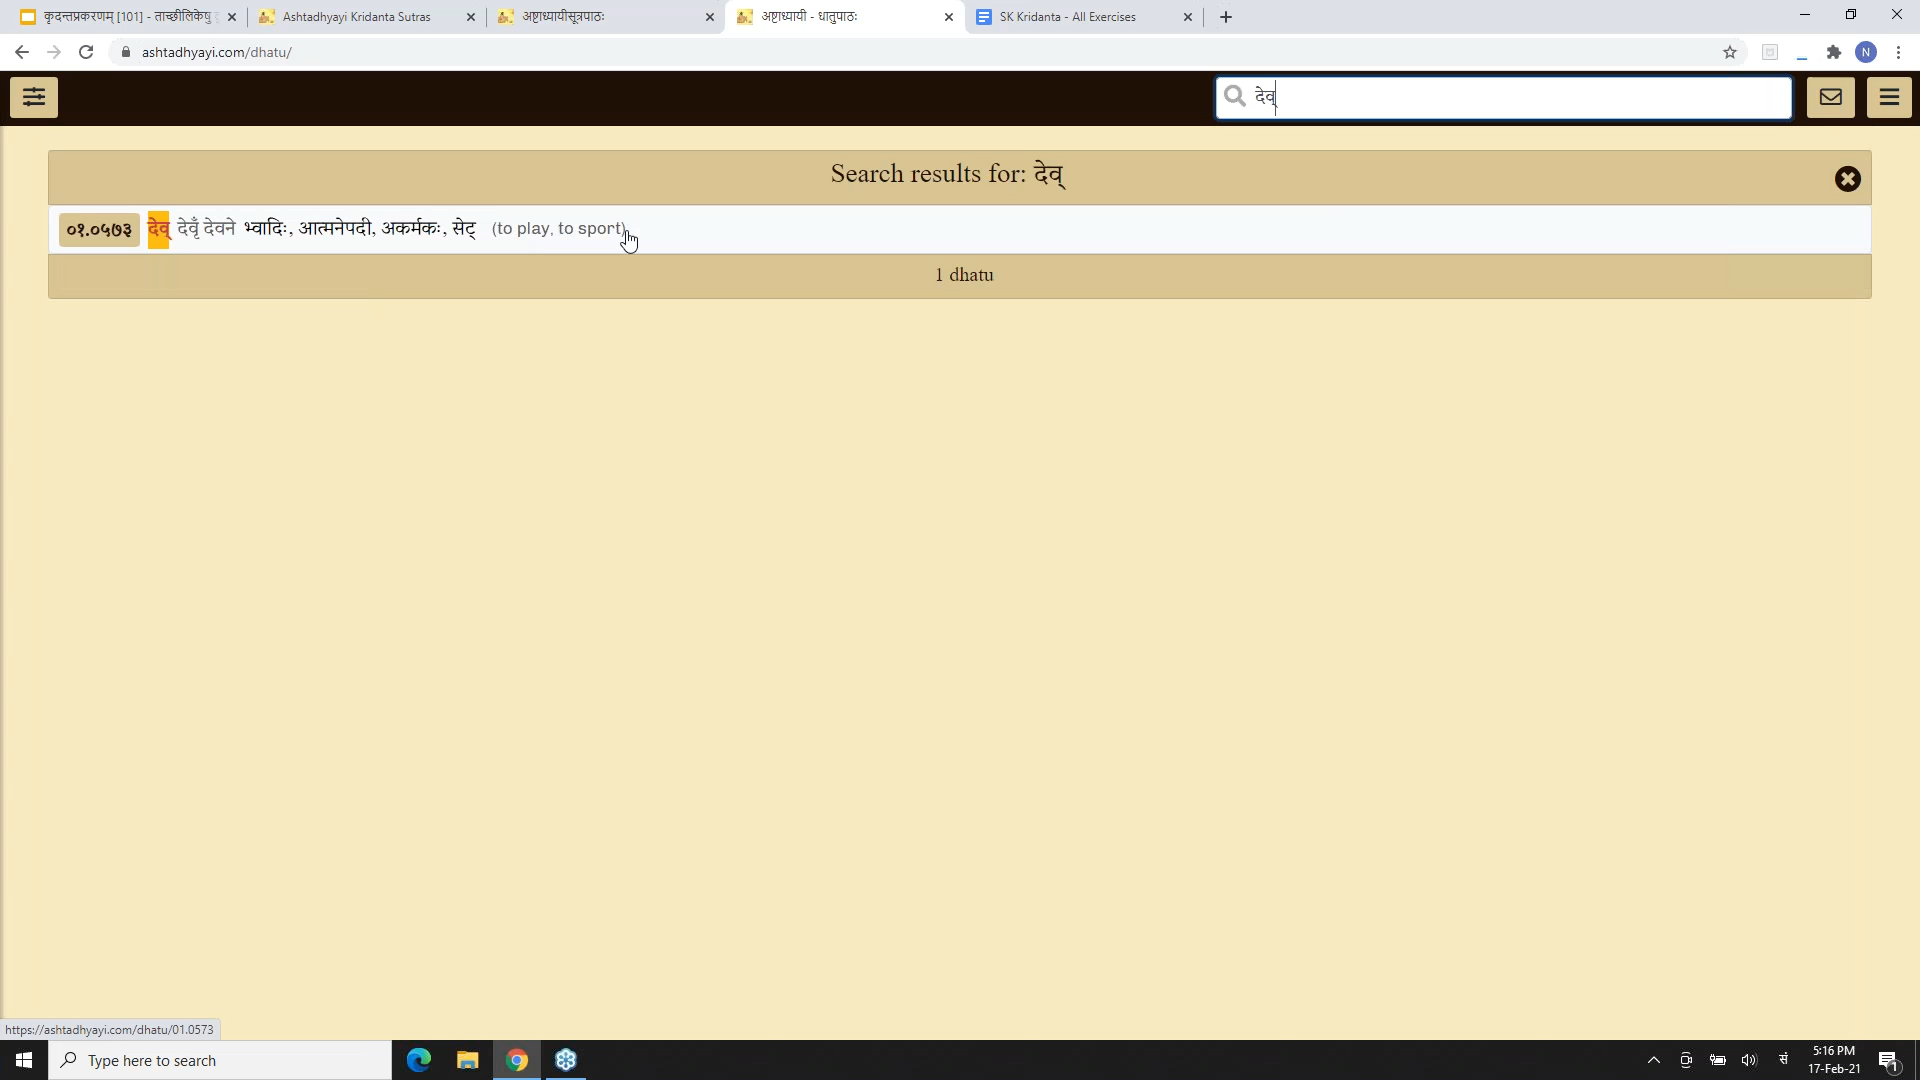 कृदन्तप्रकरणम् [101] - ताच्छीलिकेषु
Ashtadhyayi Kridanta Sutras
अष्टाध्यायीसूत्रपाठः
अष्टाध्यायी - धातुपाठः
SK Kridanta - All Exercises
ashtadhyayi.com/dhatu/
N
देव्
Search results for: देव्
०१.०५७३ देव् देवृँ देवने भ्वादिः, आत्मनेपदी, अकर्मकः, सेट् (to play, to sport)
1 dhatu
https://ashtadhyayi.com/dhatu/01.0573
Type here to search
सं
5:16 PM
17-Feb-21
1